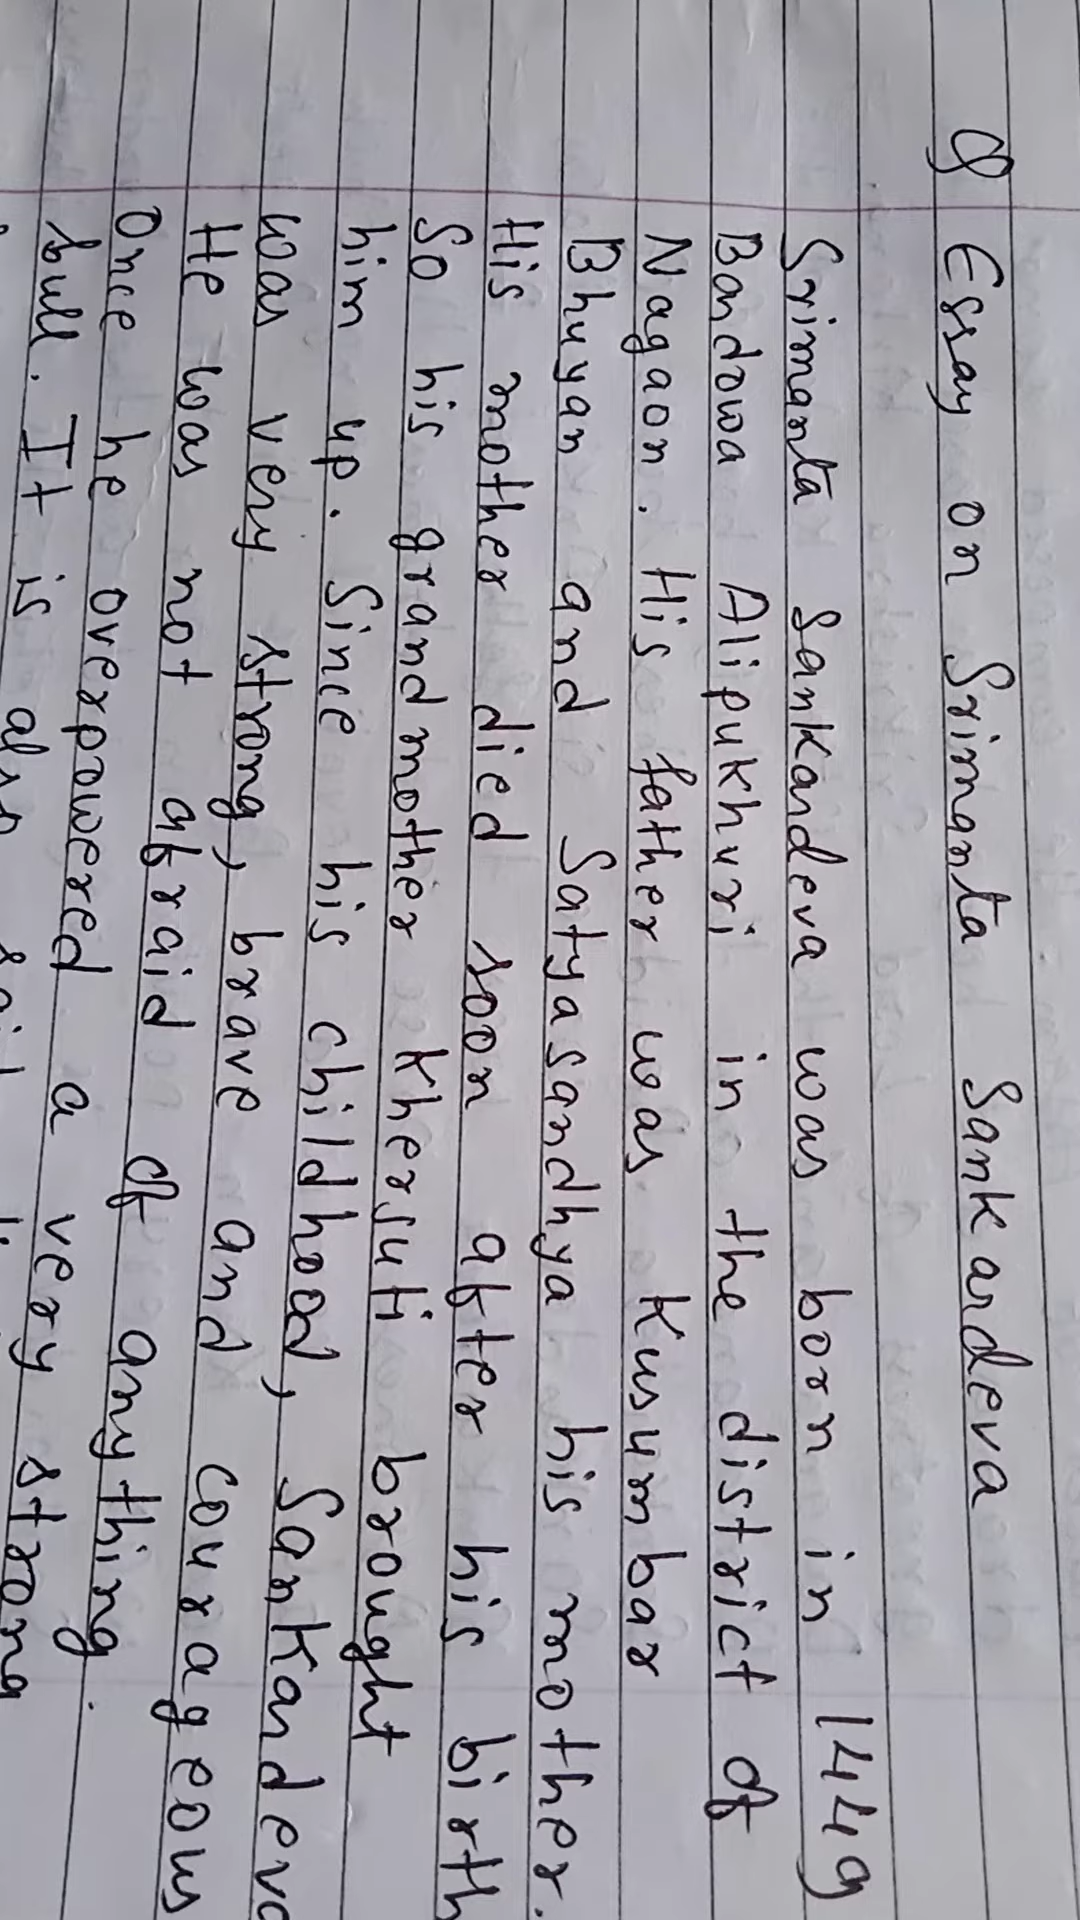 Q Essay on Srimanta Sankardeva
Srimanta Sankardeva was born in 1449
Bardowa Alipukhuri in the district of
Nagaon. His father was Kusumbar
Bhuyan and Satyasandhya his mother.
His mother died soon after his birth
So his grandmother khersuti brought
him up. Since his childhood, Sankardeva
was very strong, brave and courageous
He was not afraid of anything.
Once he overpowered a very strong
bull. It is also